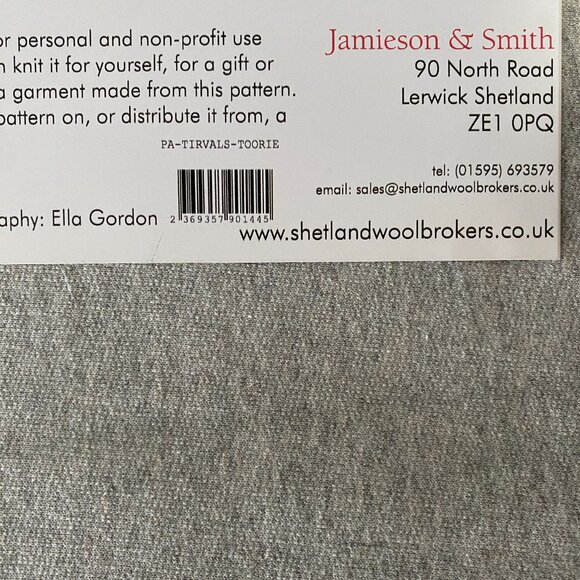 or personal and non-profit use
n knit it for yourself, for a gift or
a garment made from this pattern.
pattern on, or distribute it from, a
PA-TIRVALS-TOORIE
2 369357 901445
aphy: Ella Gordon
Jamieson & Smith
90 North Road
Lerwick Shetland
ZE1 0PQ
tel: (01595) 693579
email: sales@shetlandwoolbrokers.co.uk
www.shetlandwoolbrokers.co.uk